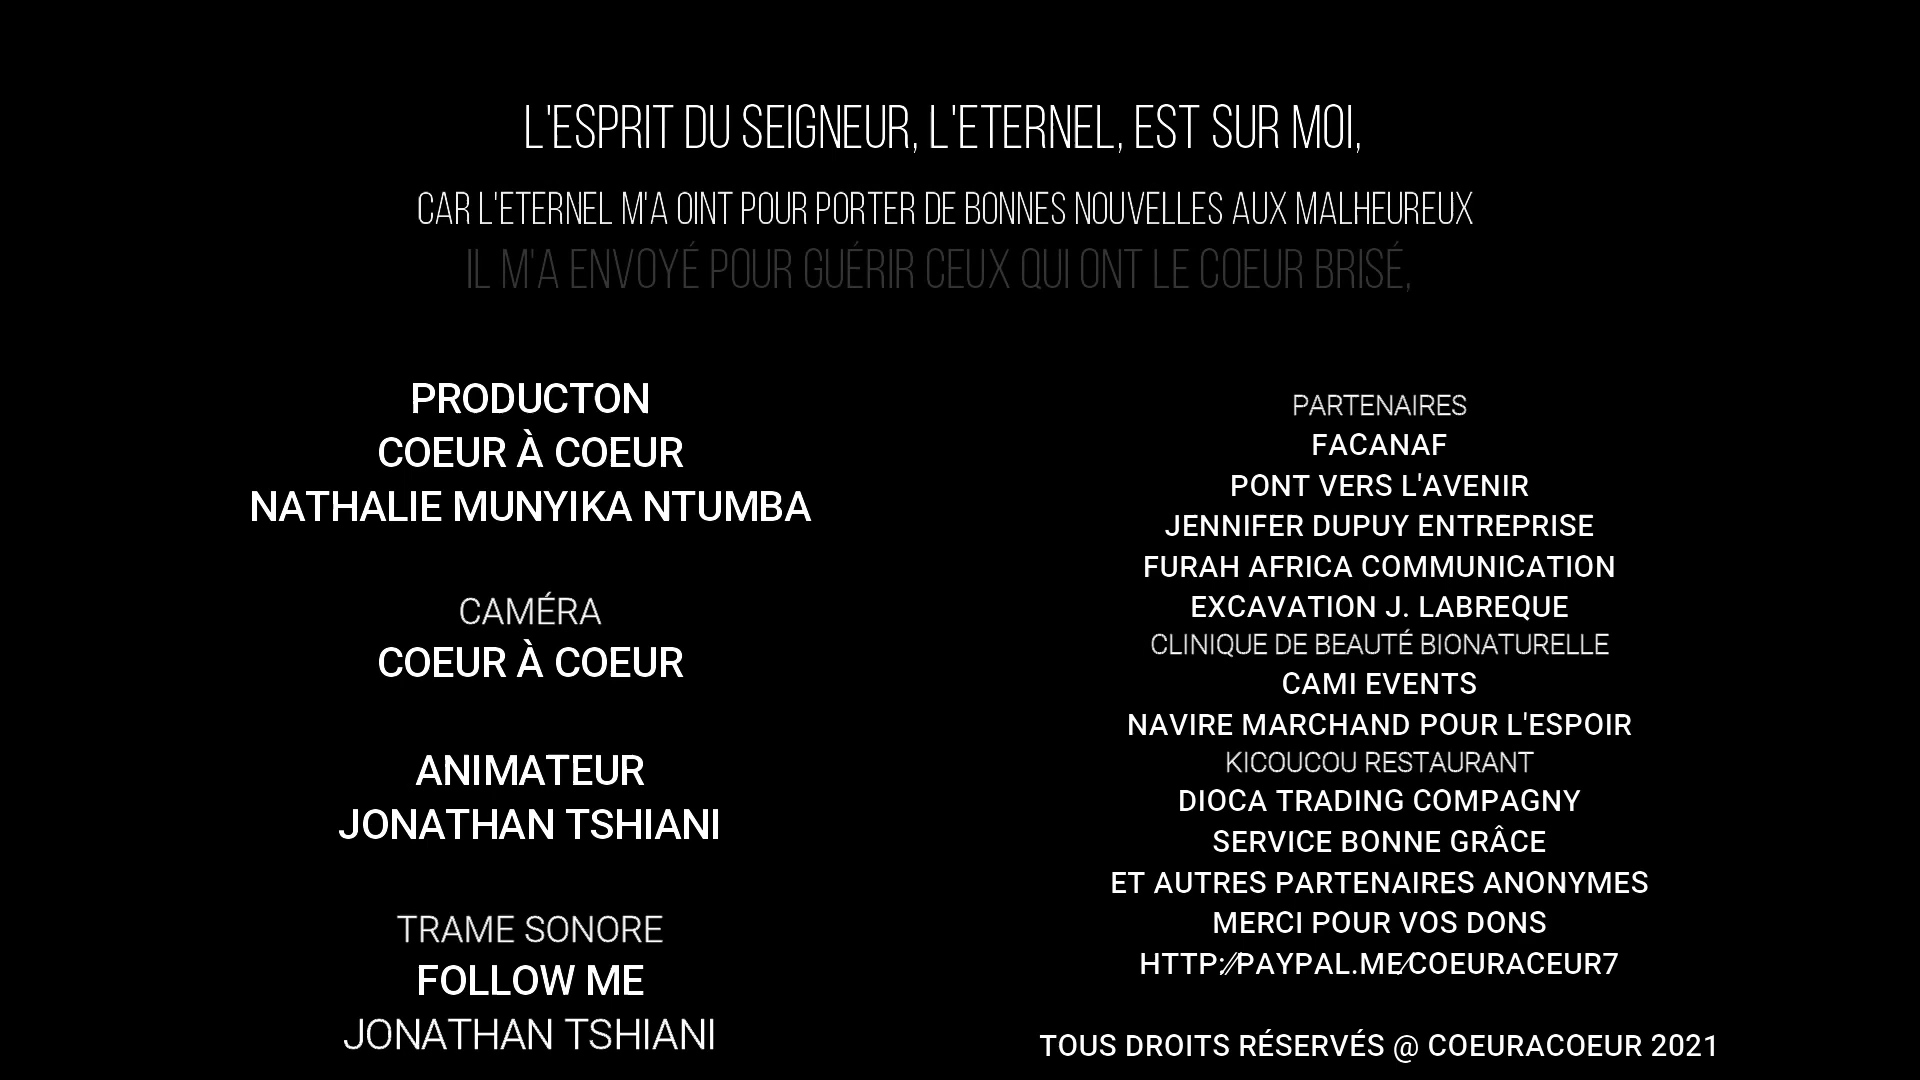 L'ESPRIT DU SEIGNEUR, L'ETERNEL, EST SUR MOI,
CAR L'ETERNEL M'A OINT POUR PORTER DE BONNES NOUVELLES AUX MALHEUREUX
IL M'A ENVOYÉ POUR GUÉRIR CEUX QUI ONT LE COEUR BRISÉ,
PRODUCTON
COEUR À COEUR
NATHALIE MUNYIKA NTUMBA
CAMÉRA
COEUR À COEUR
ANIMATEUR
JONATHAN TSHIANI
TRAME SONORE
FOLLOW ME
JONATHAN TSHIANI
PARTENAIRES
FACANAF
PONT VERS L'AVENIR
JENNIFER DUPUY ENTREPRISE
FURAH AFRICA COMMUNICATION
EXCAVATION J. LABREQUE
CLINIQUE DE BEAUTÉ BIONATURELLE
CAMI EVENTS
NAVIRE MARCHAND POUR L'ESPOIR
KICOUCOU RESTAURANT
DIOCA TRADING COMPAGNY
SERVICE BONNE GRÂCE
ET AUTRES PARTENAIRES ANONYMES
MERCI POUR VOS DONS
HTTP://PAYPAL.ME/COEURACEUR7
TOUS DROITS RÉSERVÉS @ COEURACOEUR 2021